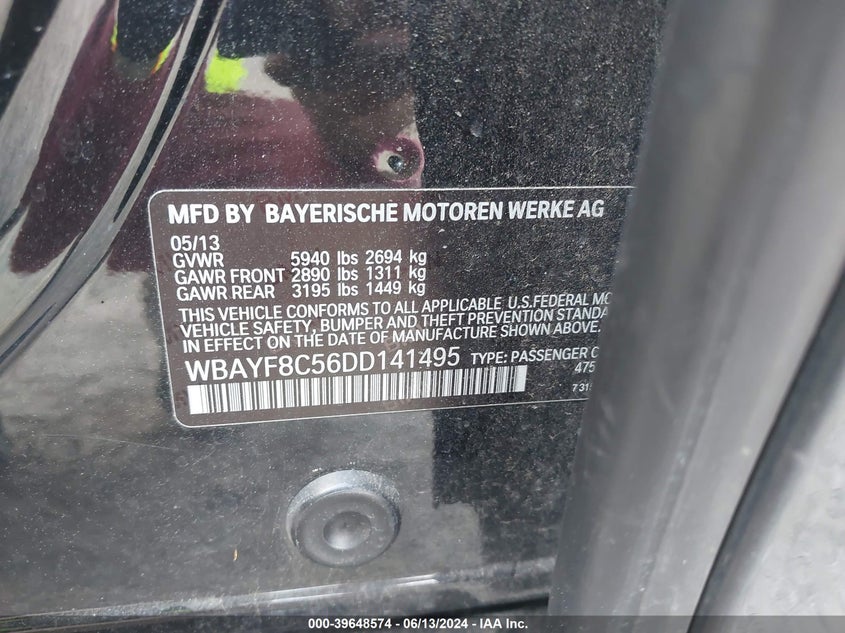 MFD BY BAYERISCHE MOTOREN WERKE AG
05/13
GVWR 5940 lbs 2694 kg
GAWR FRONT 2890 lbs 1311 kg
GAWR REAR 3195 lbs 1449 kg
THIS VEHICLE CONFORMS TO ALL APPLICABLE U.S.FEDERAL
VEHICLE SAFETY, BUMPER AND THEFT PREVENTION
IN EFFECT ON THE DATE OF MANUFACTURE SHOWN ABOVE.
WBAYF8C56DD141495 TYPE: PASSENGER
475
7 315
000-39648574 / 06/13/2024 / IAA Inc.